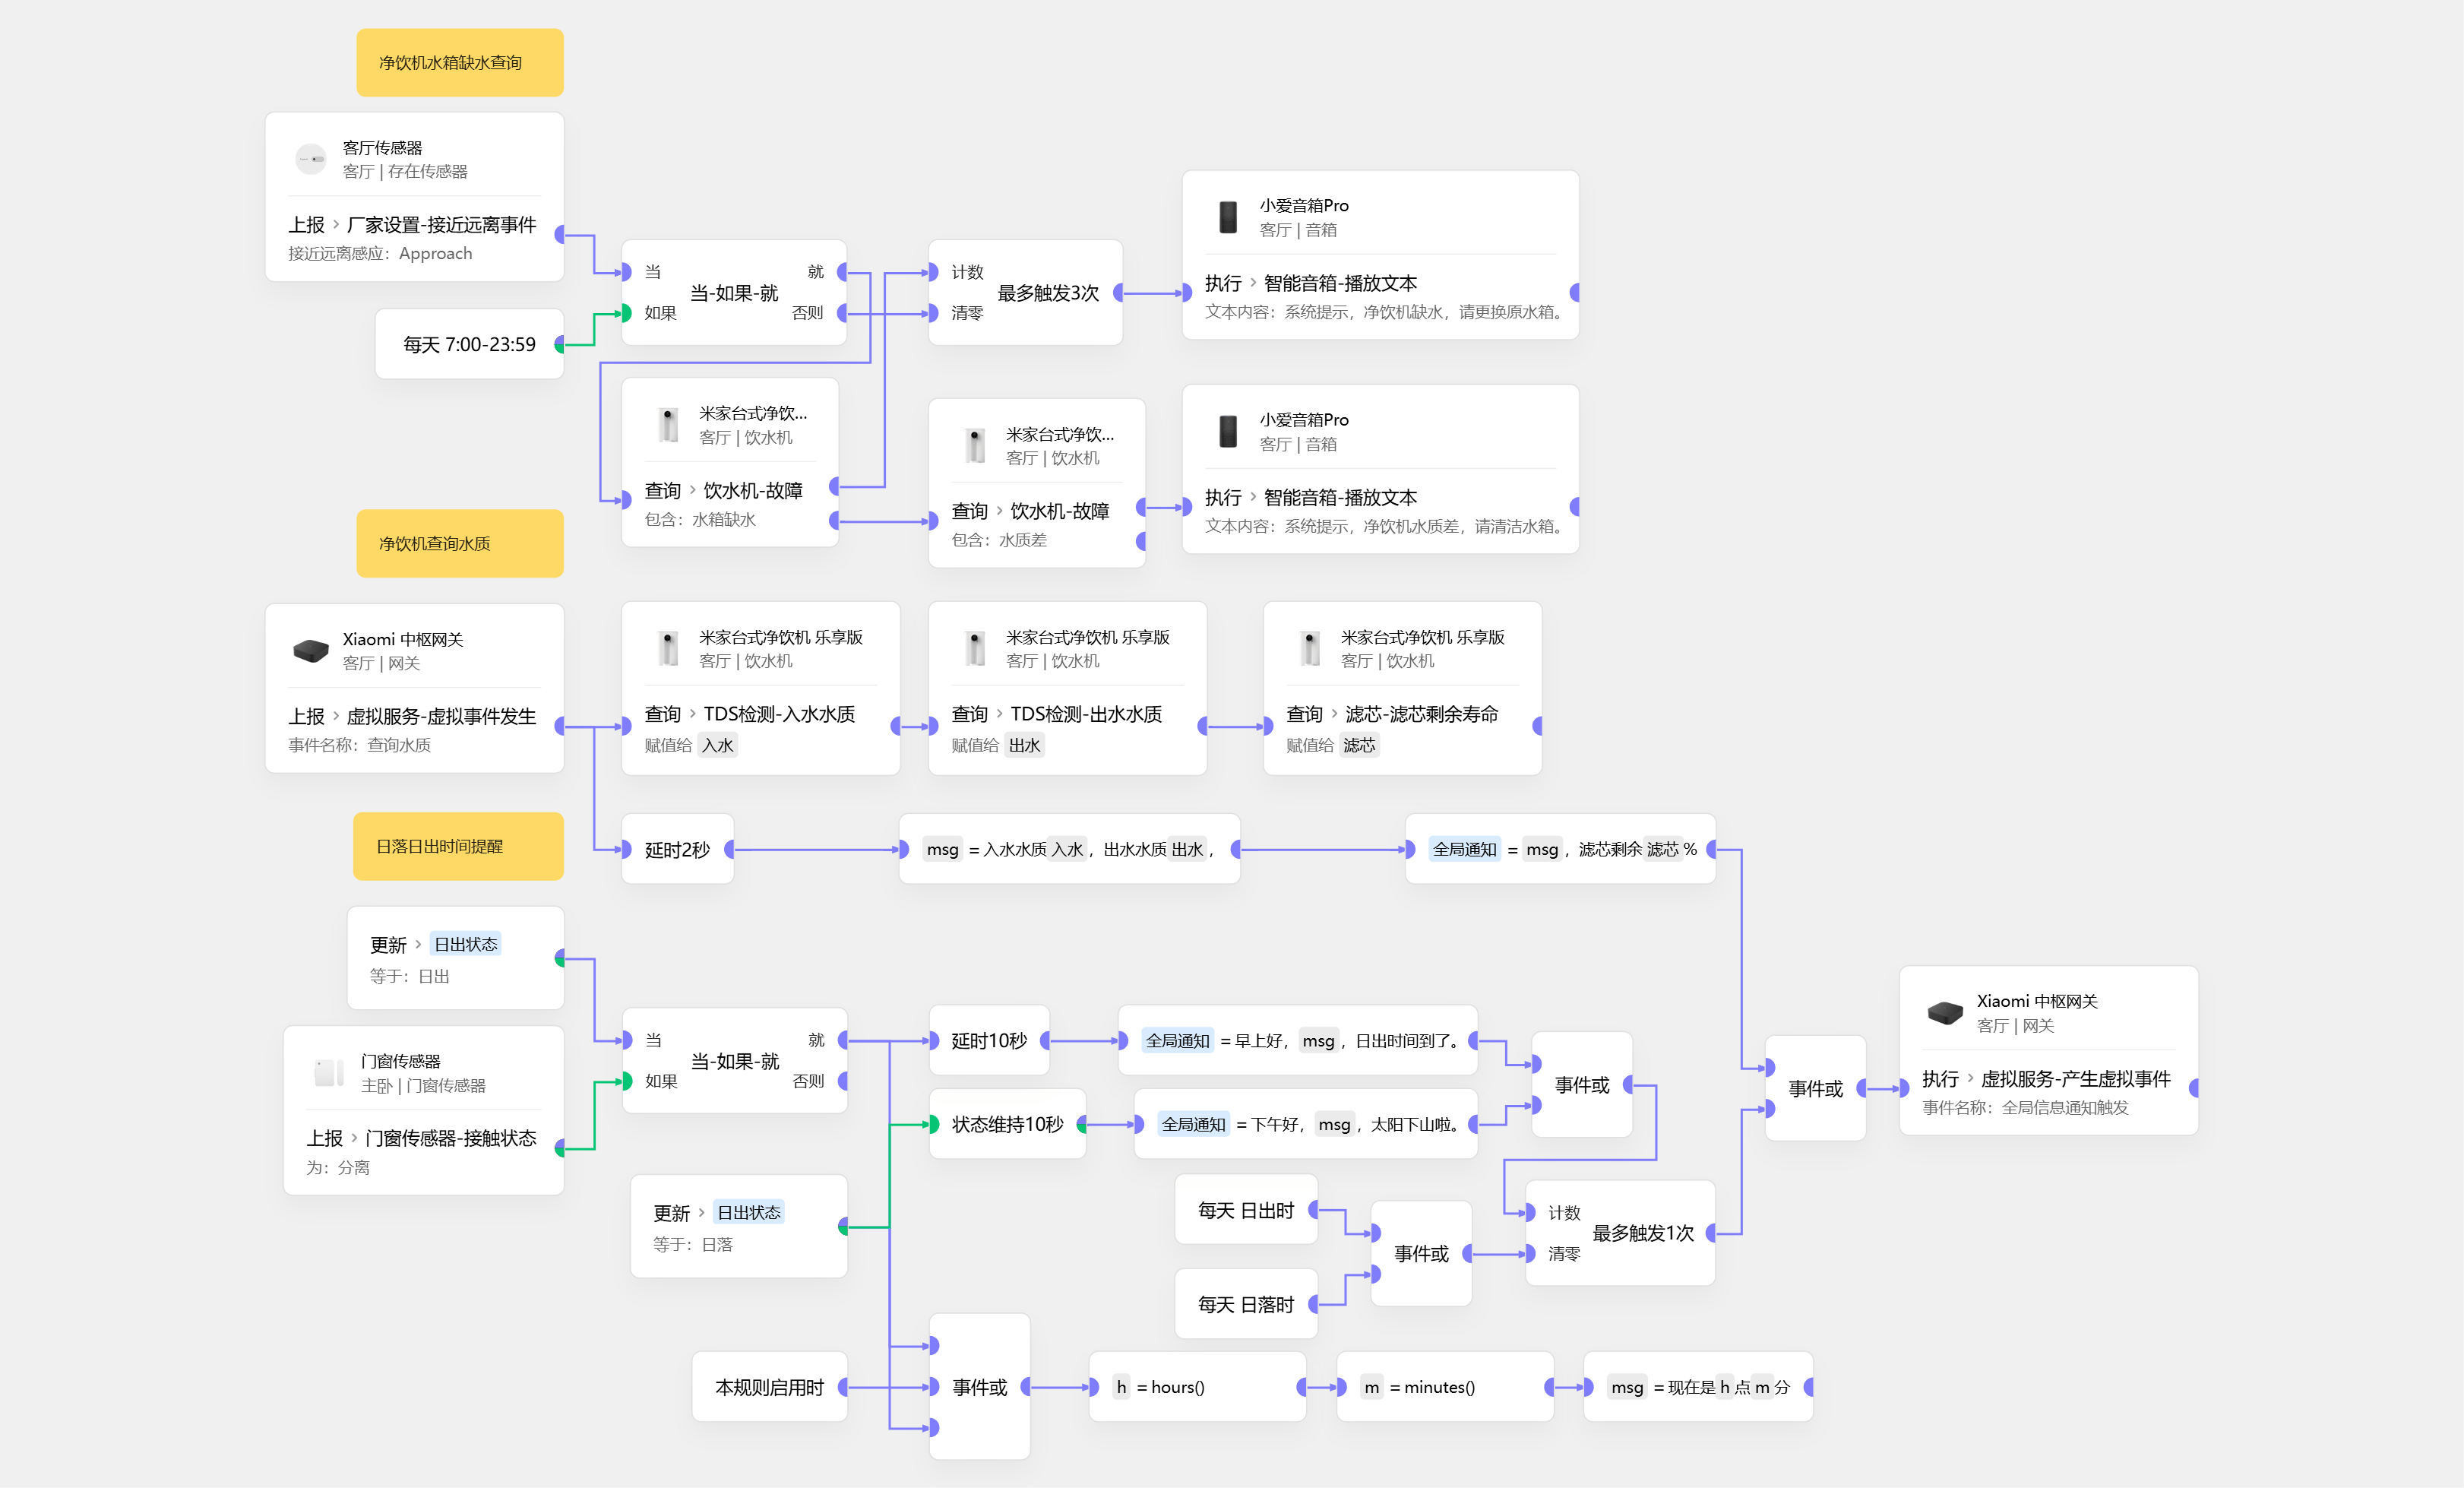 净饮机水箱缺水查询
客厅传感器
客厅 | 存在传感器
上报 › 厂家设置-接近远离事件
接近远离感应：Approach
每天 7:00-23:59
当
如果
当-如果-就
就
否则
计数
清零
最多触发3次
小爱音箱Pro
客厅 | 音箱
执行 › 智能音箱-播放文本
文本内容：系统提示，净饮机缺水，请更换原水箱。
米家台式净饮...
客厅 | 饮水机
查询 › 饮水机-故障
包含：水箱缺水
米家台式净饮...
客厅 | 饮水机
查询 › 饮水机-故障
包含：水质差
小爱音箱Pro
客厅 | 音箱
执行 › 智能音箱-播放文本
文本内容：系统提示，净饮机水质差，请清洁水箱。
净饮机查询水质
Xiaomi 中枢网关
客厅 | 网关
上报 › 虚拟服务-虚拟事件发生
事件名称：查询水质
米家台式净饮机 乐享版
客厅 | 饮水机
查询 › TDS检测-入水水质
赋值给 入水
米家台式净饮机 乐享版
客厅 | 饮水机
查询 › TDS检测-出水水质
赋值给 出水
米家台式净饮机 乐享版
客厅 | 饮水机
查询 › 滤芯-滤芯剩余寿命
赋值给 滤芯
延时2秒
msg = 入水水质 入水 ，出水水质 出水 ，
全局通知 = msg ，滤芯剩余 滤芯 %
日落日出时间提醒
更新 › 日出状态
等于：日出
门窗传感器
主卧 | 门窗传感器
上报 › 门窗传感器-接触状态
为：分离
当
如果
当-如果-就
就
否则
延时10秒
全局通知 = 早上好， msg ，日出时间到了。
状态维持10秒
全局通知 = 下午好， msg ，太阳下山啦。
事件或
更新 › 日出状态
等于：日落
每天 日出时
每天 日落时
事件或
计数
清零
最多触发1次
事件或
Xiaomi 中枢网关
客厅 | 网关
执行 › 虚拟服务-产生虚拟事件
事件名称：全局信息通知触发
本规则启用时
事件或
h = hours()
m = minutes()
msg = 现在是 h 点 m 分